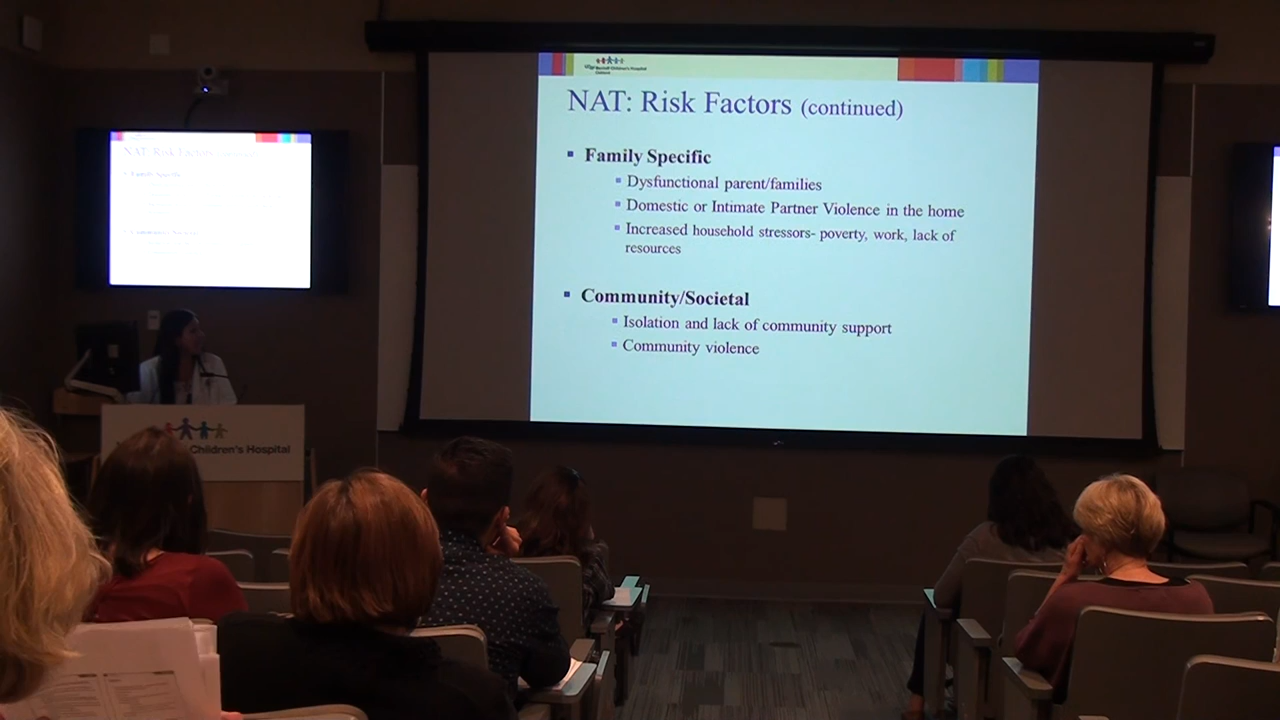 NAT: Risk Factors (continued)
Family Specific
Dysfunctional parent/families
Domestic or Intimate Partner Violence in the home
Increased household stressors- poverty, work, lack of
resources
Community/Societal
Isolation and lack of community support
Community violence
Children's Hospital